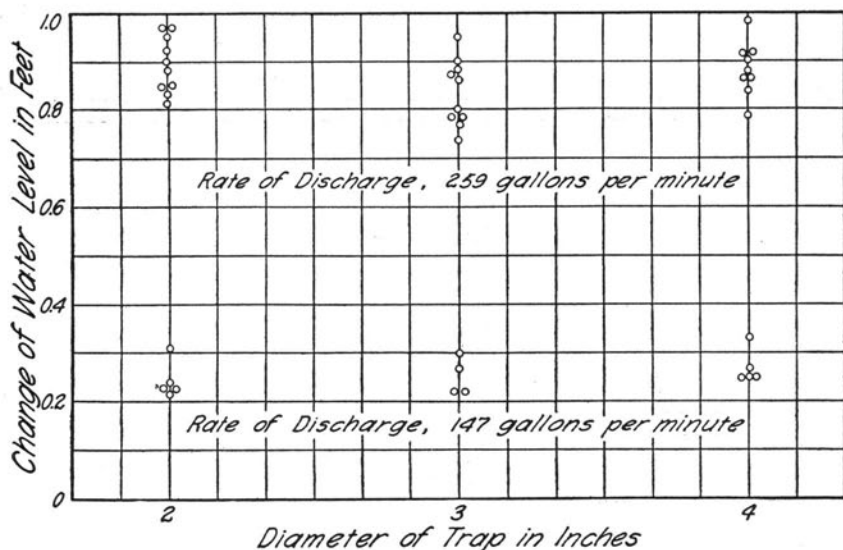 1.0
0.8
Rate of Discharge, 259 gallons per minute
0.6
0.4
0.2
Rate of Discharge, 147 gallons per minute
0
Change of Water Level in Feet
2 3 4
Diameter of Trap in Inches